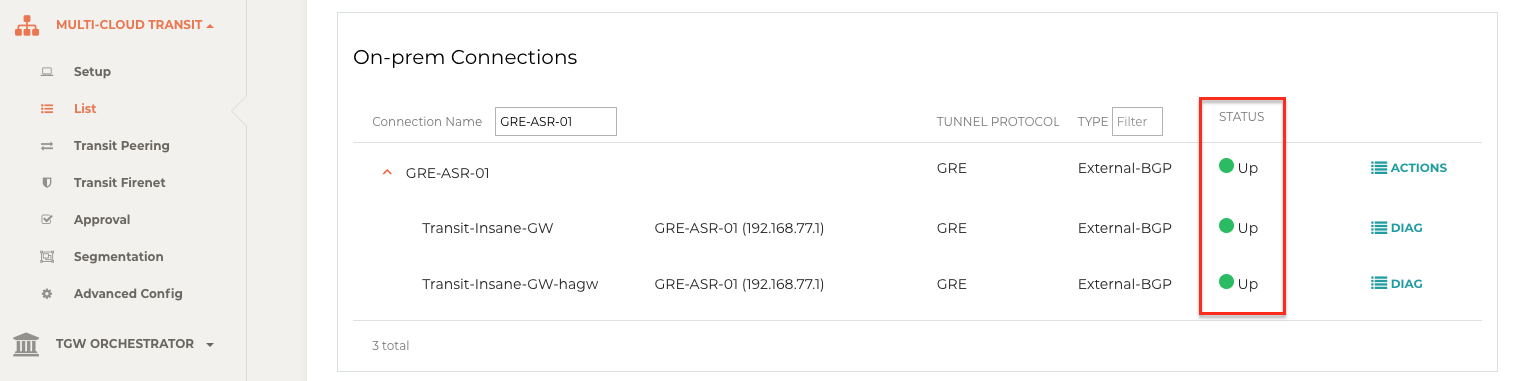 MULTI-CLOUD TRANSIT
Setup
List
Transit Peering
Transit Firenet
Approval
Segmentation
Advanced Config
TGW ORCHESTRATOR
On-prem Connections
Connection Name GRE-ASR-01 TUNNEL PROTOCOL TYPE Filter STATUS
GRE-ASR-01 GRE External-BGP Up ACTIONS
Transit-Insane-GW GRE-ASR-01 (192.168.77.1) GRE External-BGP Up DIAG
Transit-Insane-GW-hagw GRE-ASR-01 (192.168.77.1) GRE External-BGP Up DIAG
3 total